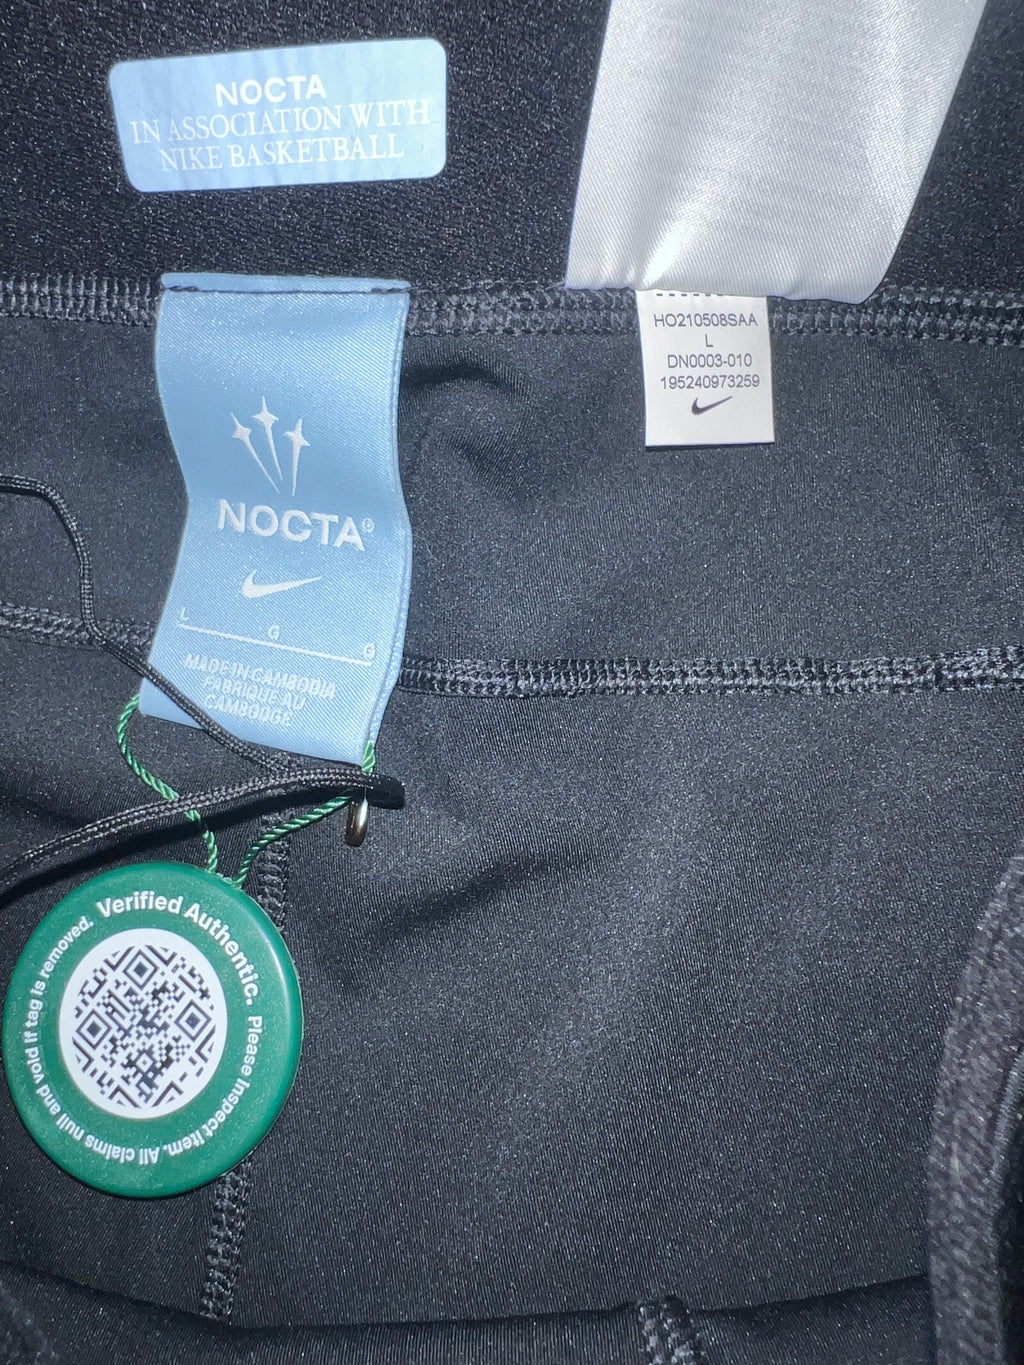 NOCTA
IN ASSOCIATION WITH
NIKE BASKETBALL
HO210508SAA
L
DN0003-010
195240973259
NOCTA®
L
G
G
MADE IN CAMBODIA
FABRIQUE AU
CAMBODGE
Verified Authentic. Please Inspect Item. All claims null and void if tag is removed.